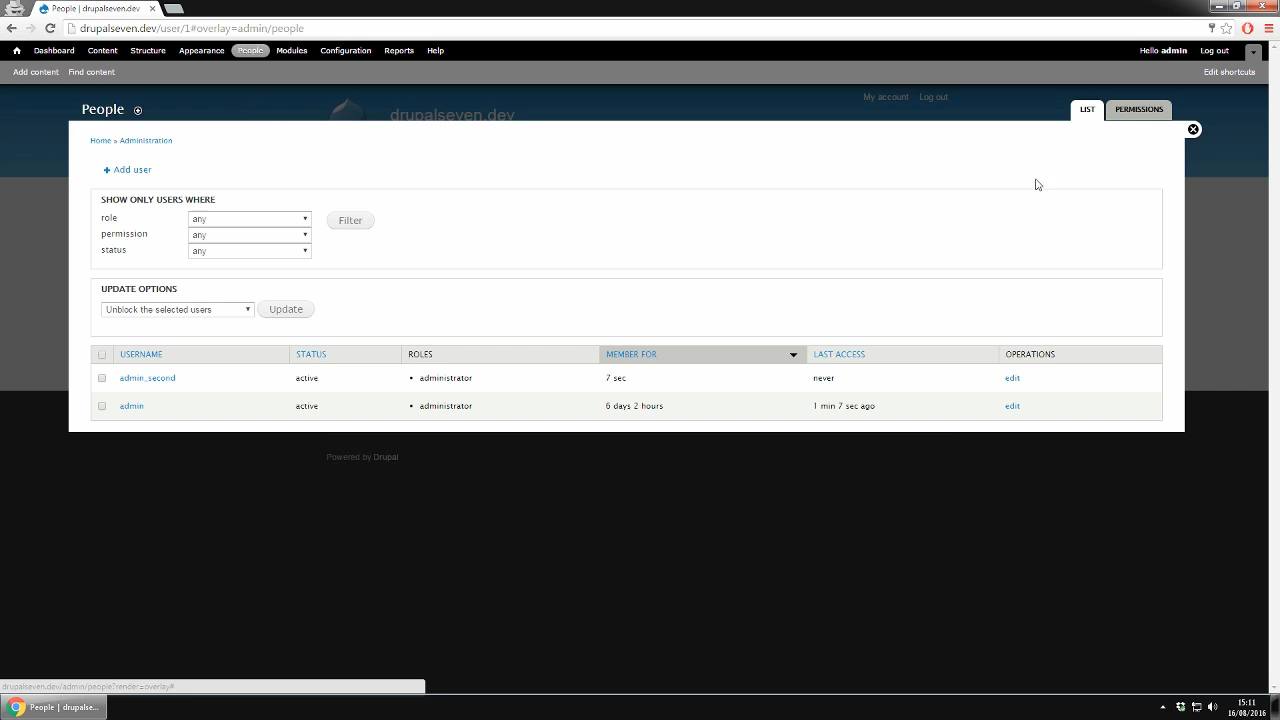 People | drupalseven.dev
drupalseven.dev/user/1#overlay=admin/people
Dashboard Content Structure Appearance People Modules Configuration Reports Help Hello admin Log out
Add content Find content Edit shortcuts
My account Log out
People
drupalseven.dev
LIST PERMISSIONS
Home » Administration
Add user
SHOW ONLY USERS WHERE
role any Filter
permission any
status any
UPDATE OPTIONS
Unblock the selected users Update
USERNAME STATUS ROLES MEMBER FOR LAST ACCESS OPERATIONS
admin_second active • administrator 7 sec never edit
admin active • administrator 6 days 2 hours 1 min 7 sec ago edit
Powered by Drupal
drupalseven.dev/admin/people?render=overlay#
People | drupalse...
15:11
16/08/2016